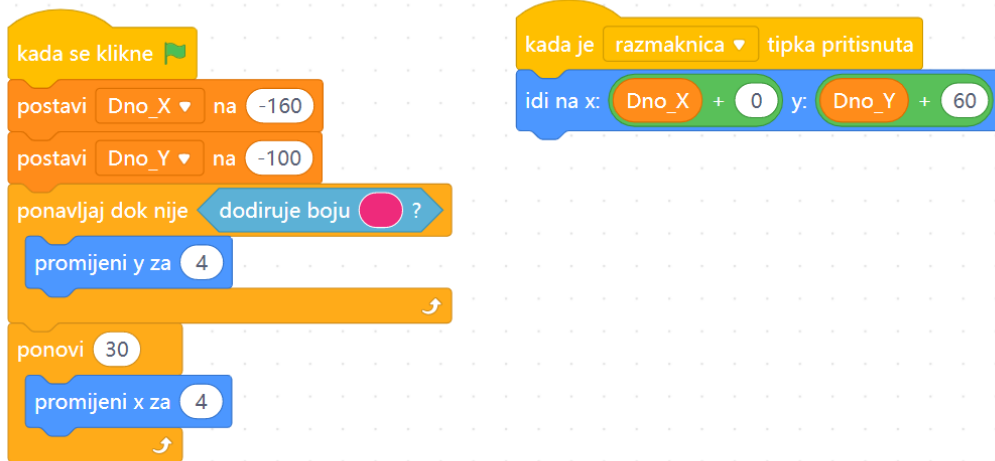 kada se klikne
postavi Dno_X na -160
postavi Dno_Y na -100
ponavljaj dok nije dodiruje boju ?
promijeni y za 4
ponovi 30
promijeni x za 4
kada je razmaknica tipka pritisnuta
idi na x: Dno_X + 0 y: Dno_Y + 60